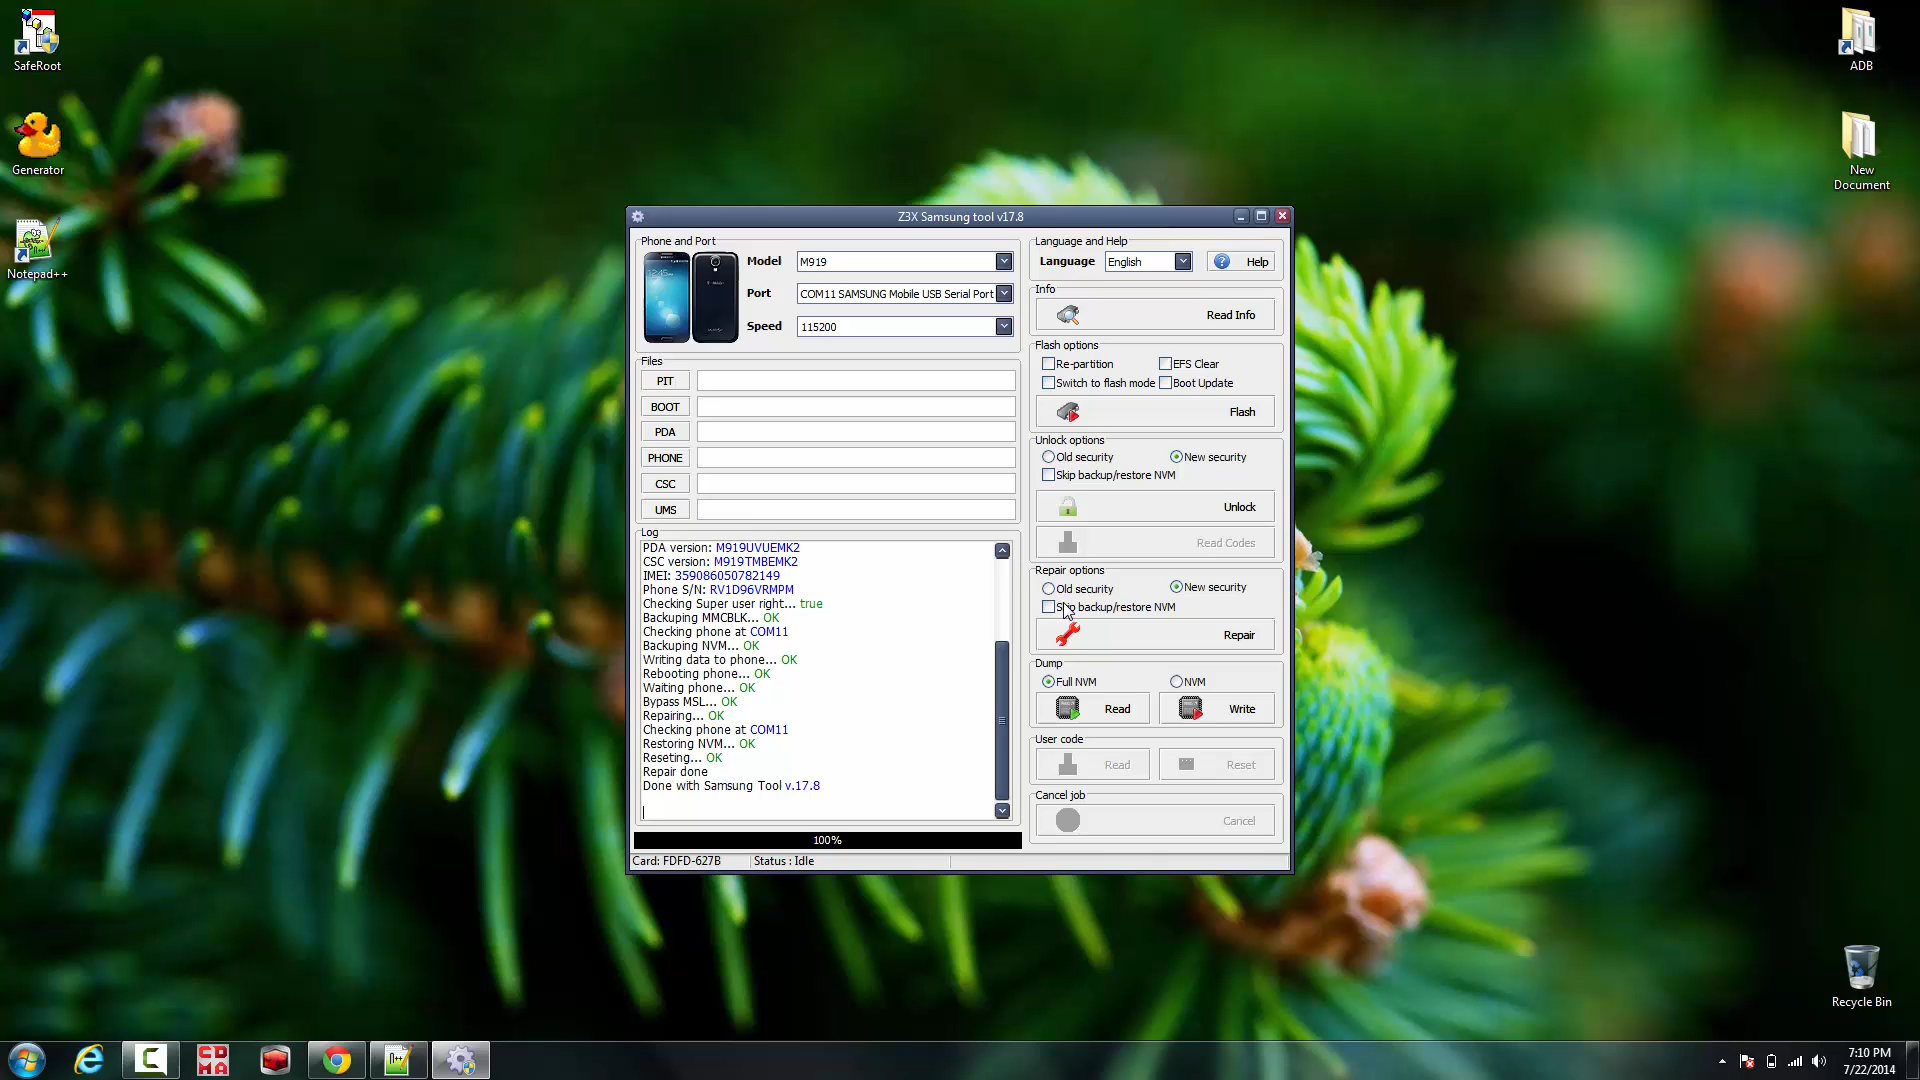 SafeRoot
Generator
Notepad++
ADB
New
Document
Recycle Bin
Z3X Samsung tool v17.8
Phone and Port
Model
M919
Port
COM11 SAMSUNG Mobile USB Serial Port
Speed
115200
Files
PIT
BOOT
PDA
PHONE
CSC
UMS
Log
PDA version: M919UVUEMK2
CSC version: M919TMBEMK2
IMEI: 359086050782149
Phone S/N: RV1D96VRMPM
Checking Super user right... true
Backuping MMCBLK... OK
Checking phone at COM11
Backuping NVM... OK
Writing data to phone... OK
Rebooting phone... OK
Waiting phone... OK
Bypass MSL... OK
Repairing... OK
Checking phone at COM11
Restoring NVM... OK
Reseting... OK
Repair done
Done with Samsung Tool v.17.8
100%
Card: FDFD-627B
Status : Idle
Language and Help
Language
English
Help
Info
Read Info
Flash options
Re-partition
EFS Clear
Switch to flash mode
Boot Update
Flash
Unlock options
Old security
New security
Skip backup/restore NVM
Unlock
Read Codes
Repair options
Old security
New security
Skip backup/restore NVM
Repair
Dump
Full NVM
NVM
Read
Write
User code
Read
Reset
Cancel job
Cancel
CD
MA
7:10 PM
7/22/2014